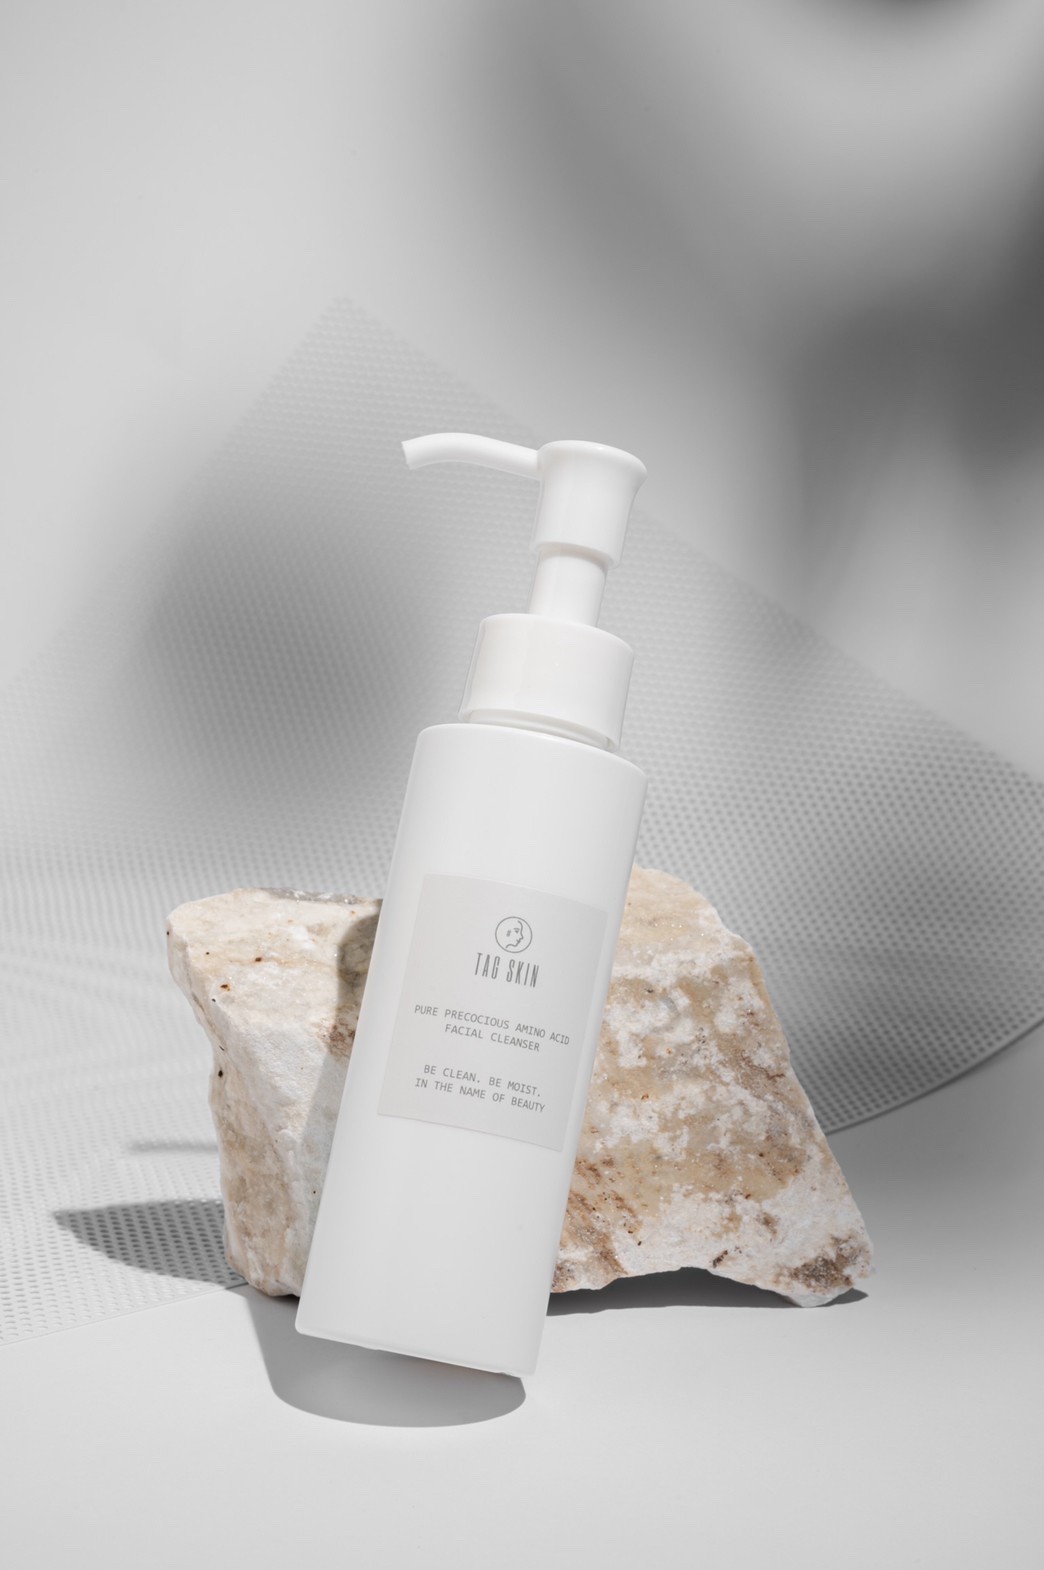 TAG SKIN
PURE PRECOCIOUS AMINO ACID
FACIAL CLEANSER
BE CLEAN. BE MOIST.
IN THE NAME OF BEAUTY